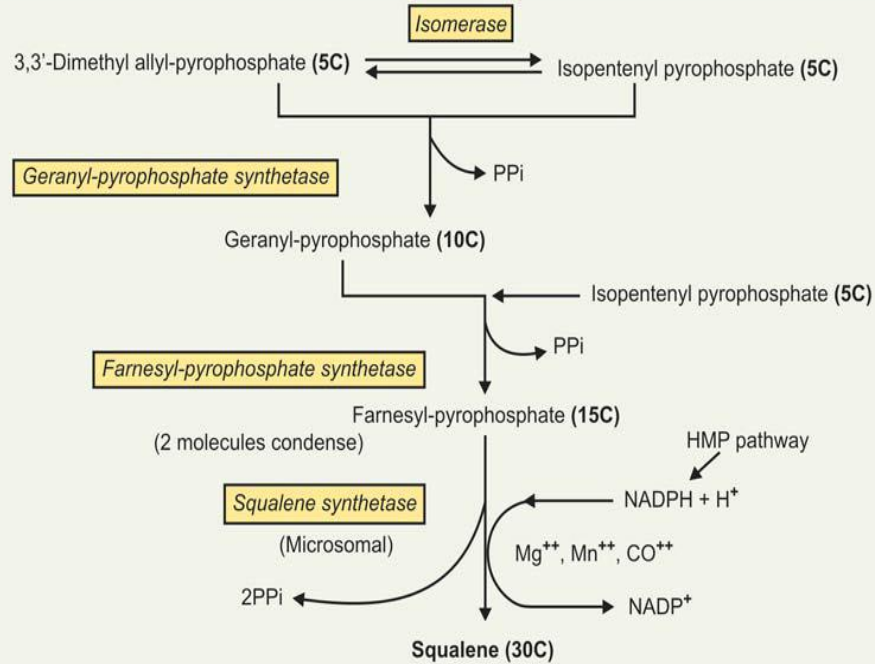 Isomerase
3,3'-Dimethyl allyl-pyrophosphate (5C)
Isopentenyl pyrophosphate (5C)
PPi
Geranyl-pyrophosphate synthetase
Geranyl-pyrophosphate (10C)
Isopentenyl pyrophosphate (5C)
PPi
Farnesyl-pyrophosphate synthetase
Farnesyl-pyrophosphate (15C)
(2 molecules condense)
HMP pathway
Squalene synthetase
NADPH + H⁺
(Microsomal)
Mg⁺⁺, Mn⁺⁺, CO⁺⁺
2PPi
NADP⁺
Squalene (30C)